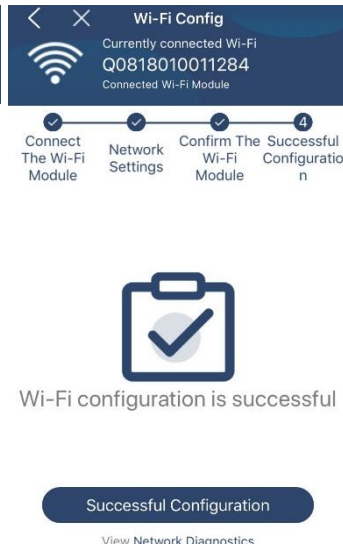 Wi-Fi Config
Currently connected Wi-Fi
Q0818010011284
Connected Wi-Fi Module
4
Connect
The Wi-Fi
Module
Network
Settings
Confirm The
Wi-Fi
Module
Successful
Configuratio
n
Wi-Fi configuration is successful
Successful Configuration
View Network Diagnostics